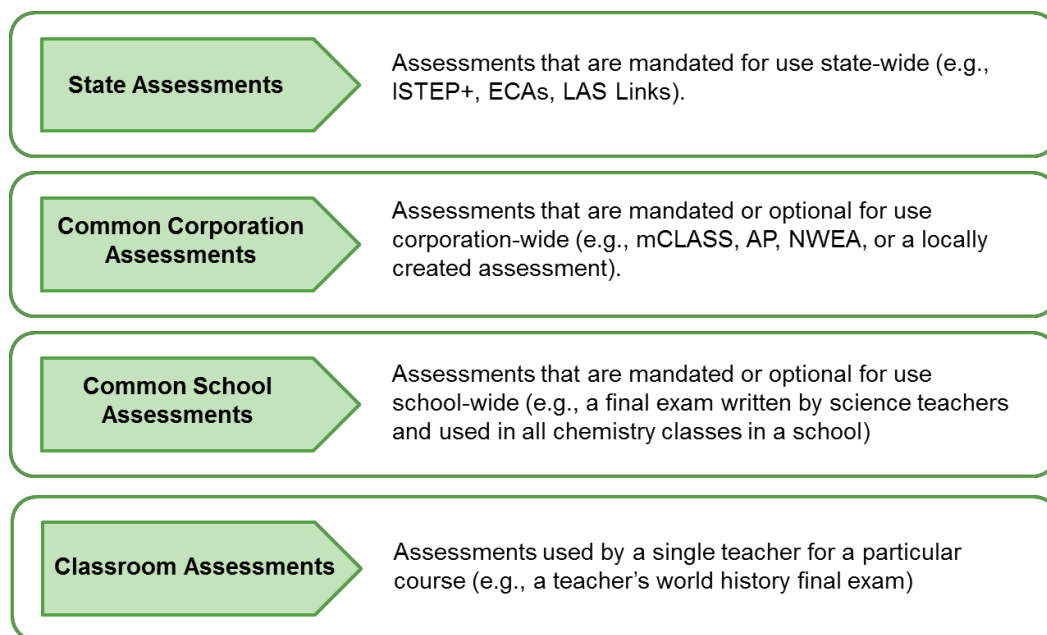 State Assessments
Assessments that are mandated for use state-wide (e.g.,
ISTEP+, ECAs, LAS Links).
Common Corporation
Assessments
Assessments that are mandated or optional for use
corporation-wide (e.g., mCLASS, AP, NWEA, or a locally
created assessment).
Common School
Assessments
Assessments that are mandated or optional for use
school-wide (e.g., a final exam written by science teachers
and used in all chemistry classes in a school)
Classroom Assessments
Assessments used by a single teacher for a particular
course (e.g., a teacher’s world history final exam)